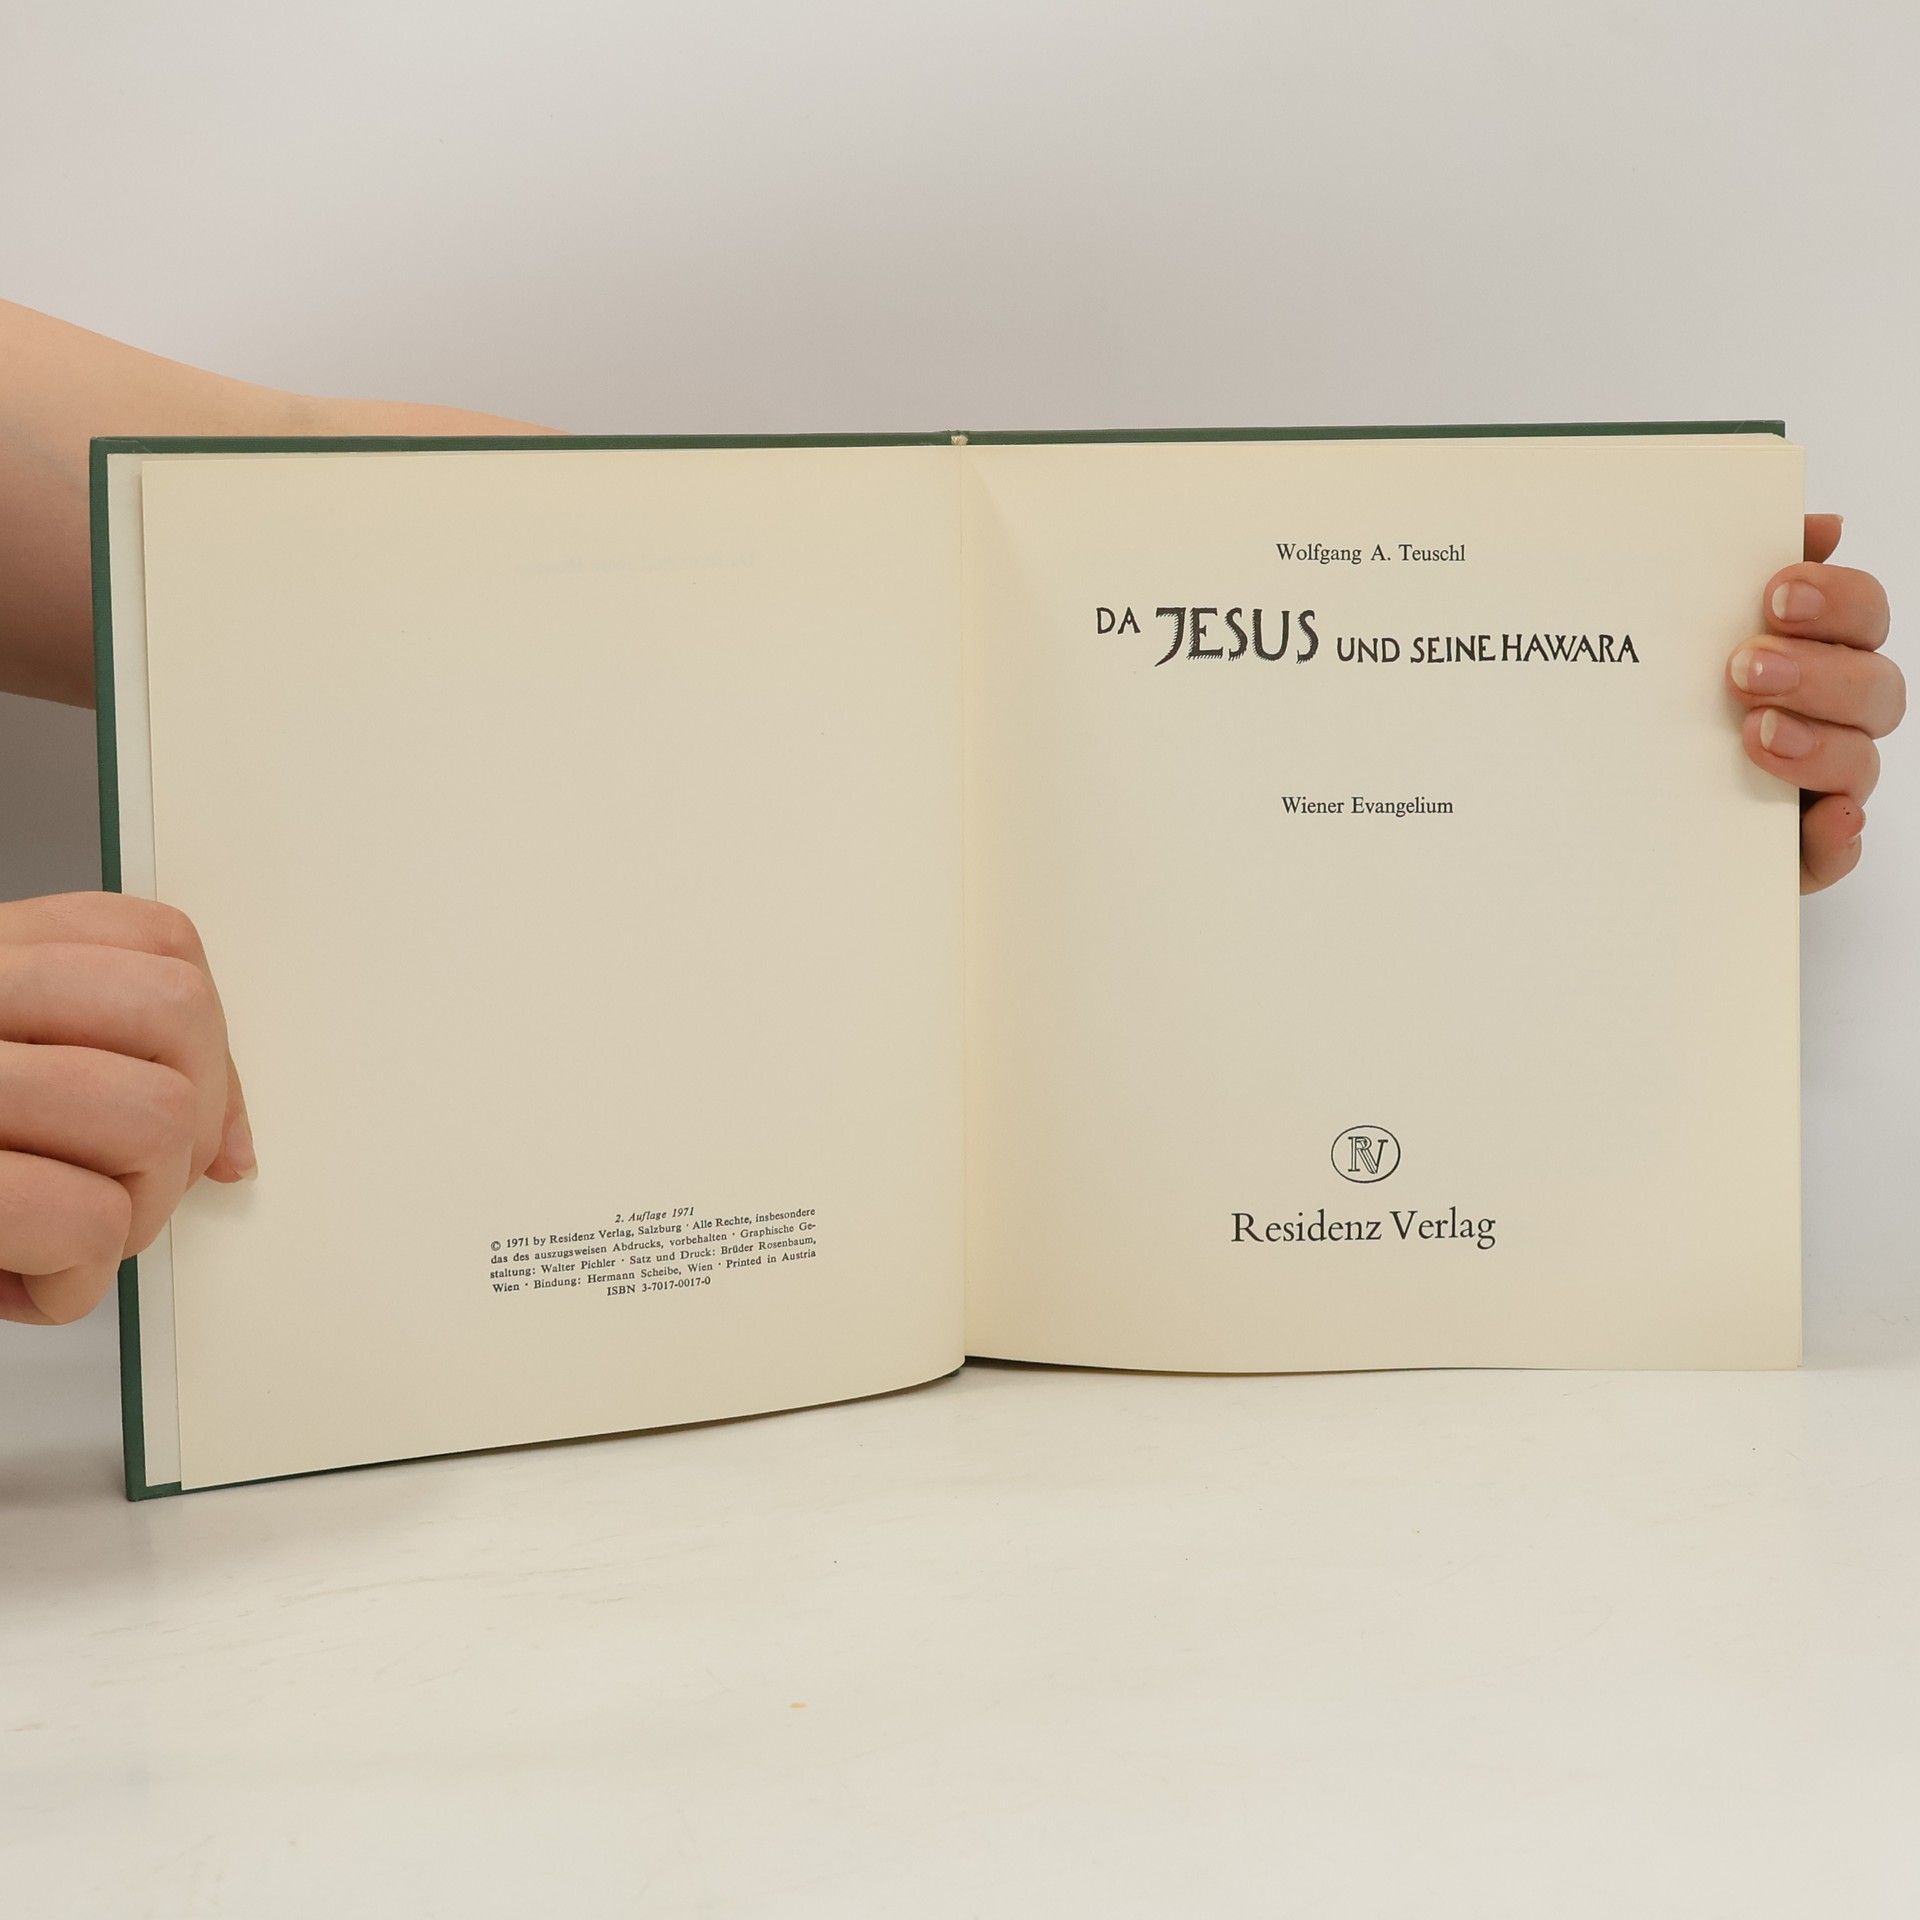 2. Auflage 1971
© 1971 by Residenz Verlag, Salzburg · Alle Rechte, insbesondere
das des auszugsweisen Abdrucks, vorbehalten · Graphische Ge-
staltung: Walter Pichler · Satz und Druck: Brüder Rosenbaum,
Wien · Bindung: Hermann Scheibe, Wien · Printed in Austria
ISBN 3-7017-0017-0
Wolfgang A. Teuschl
DA JESUS UND SEINE HAWARA
Wiener Evangelium
RV
Residenz Verlag